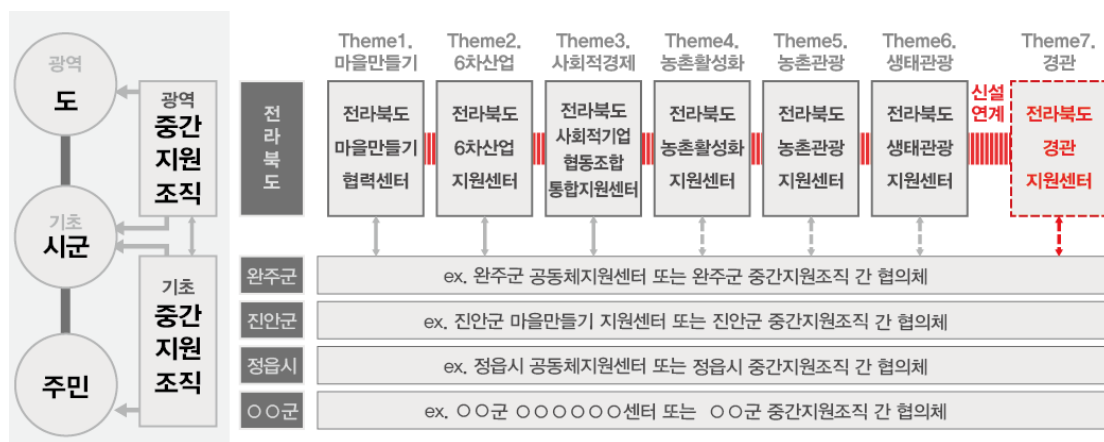 광역
도
기초
시군
주민
광역
중간
지원
조직
기초
중간
지원
조직
Theme1.
마을만들기
Theme2.
6차산업
Theme3.
사회적경제
Theme4.
농촌활성화
Theme5.
농촌관광
Theme6.
생태관광
Theme7.
경관
전
라
북
도
전라북도
마을만들기
협력센터
전라북도
6차산업
지원센터
전라북도
사회적기업
협동조합
통합지원센터
전라북도
농촌활성화
지원센터
전라북도
농촌관광
지원센터
전라북도
생태관광
지원센터
신설
연계
전라북도
경관
지원센터
완주군
ex. 완주군 공동체지원센터 또는 완주군 중간지원조직 간 협의체
진안군
ex. 진안군 마을만들기 지원센터 또는 진안군 중간지원조직 간 협의체
정읍시
ex. 정읍시 공동체지원센터 또는 정읍시 중간지원조직 간 협의체
○○군
ex. ○○군 ○○○○○○센터 또는 ○○군 중간지원조직 간 협의체